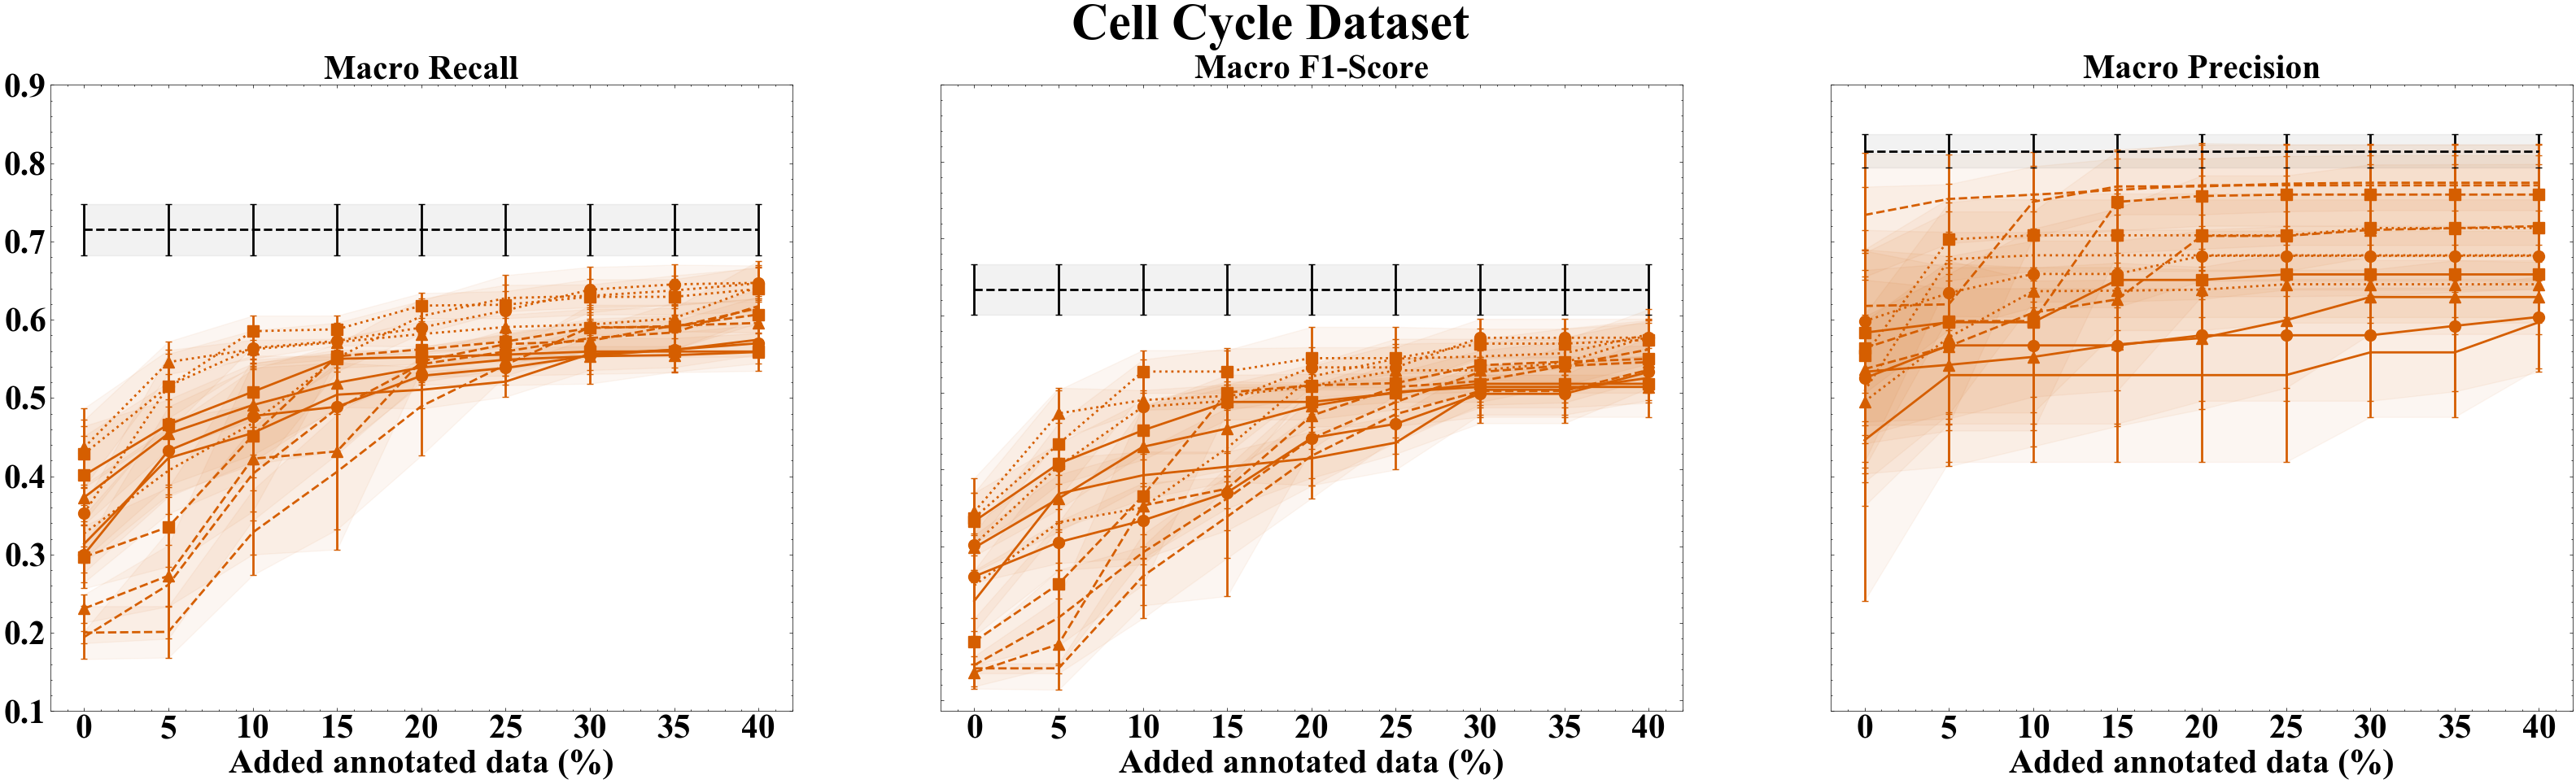 Cell Cycle Dataset
Macro Recall
Macro F1-Score
Macro Precision
0.9
0.8
0.7
0.6
0.5
0.4
0.3
0.2
0.1
0 5 10 15 20 25 30 35 40
0 5 10 15 20 25 30 35 40
0 5 10 15 20 25 30 35 40
Added annotated data (%)
Added annotated data (%)
Added annotated data (%)